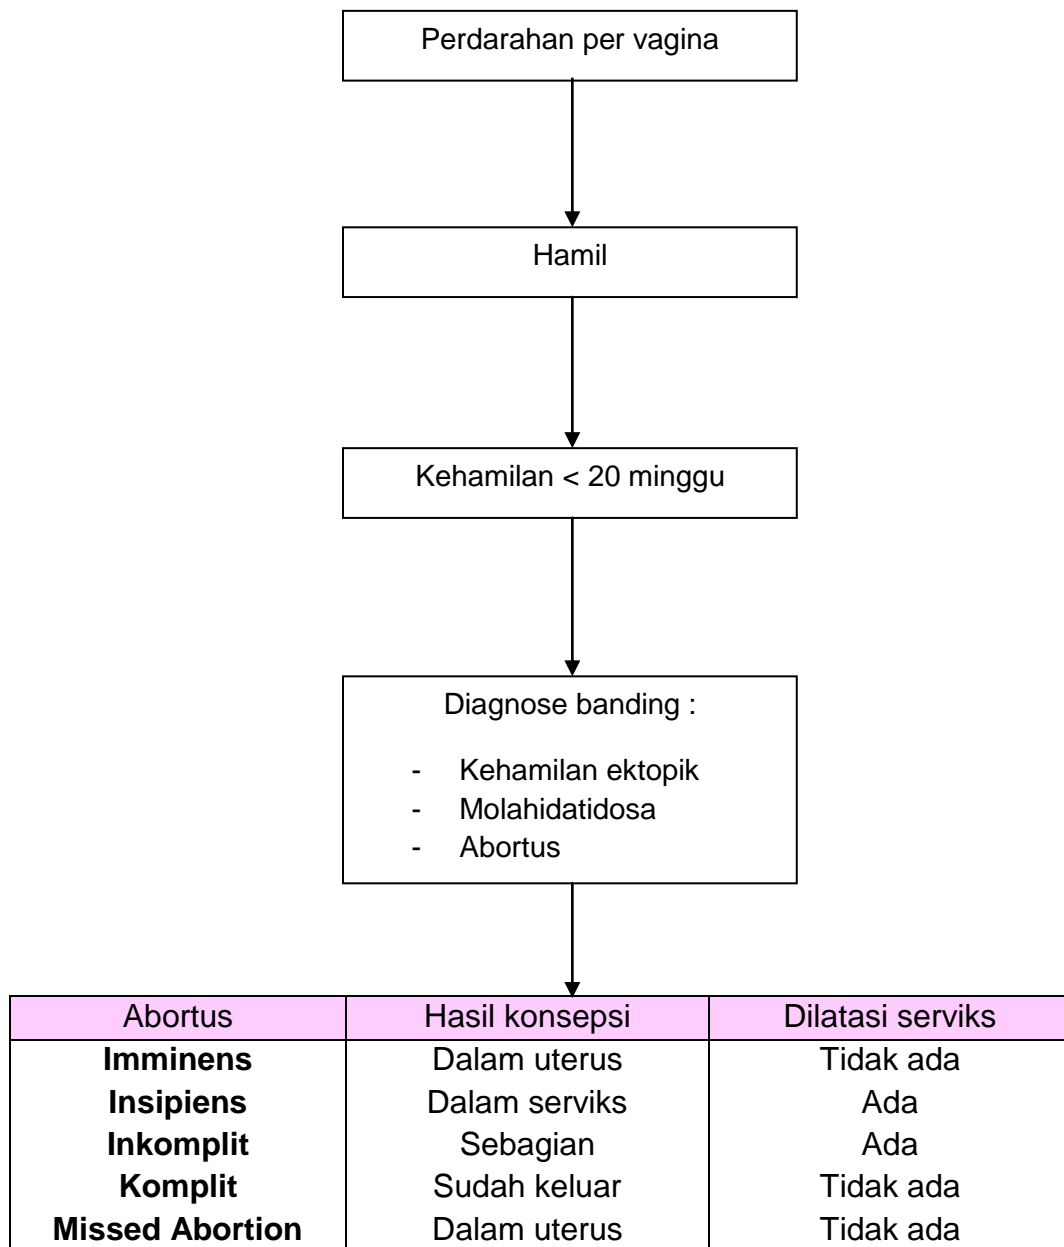 Perdarahan per vagina
Hamil
Kehamilan < 20 minggu
Diagnose banding :
- Kehamilan ektopik
- Molahidatidosa
- Abortus
Abortus Hasil konsepsi Dilatasi serviks
Imminens Dalam uterus Tidak ada
Insipiens Dalam serviks Ada
Inkomplit Sebagian Ada
Komplit Sudah keluar Tidak ada
Missed Abortion Dalam uterus Tidak ada